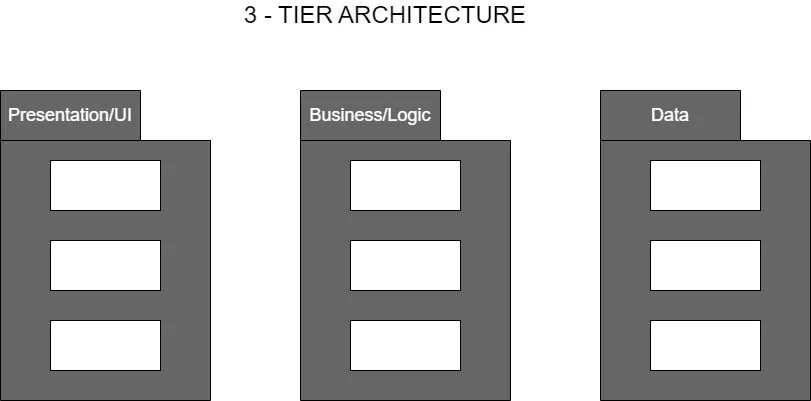 3 - TIER ARCHITECTURE
Presentation/UI
Business/Logic
Data